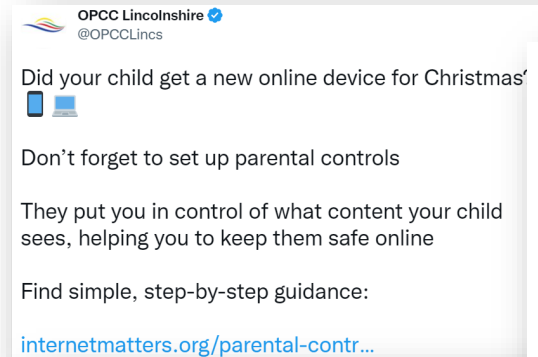 OPCC Lincolnshire
@OPCCLincs
Did your child get a new online device for Christmas?
Don’t forget to set up parental controls
They put you in control of what content your child
sees, helping you to keep them safe online
Find simple, step-by-step guidance:
internetmatters.org/parental-contr...